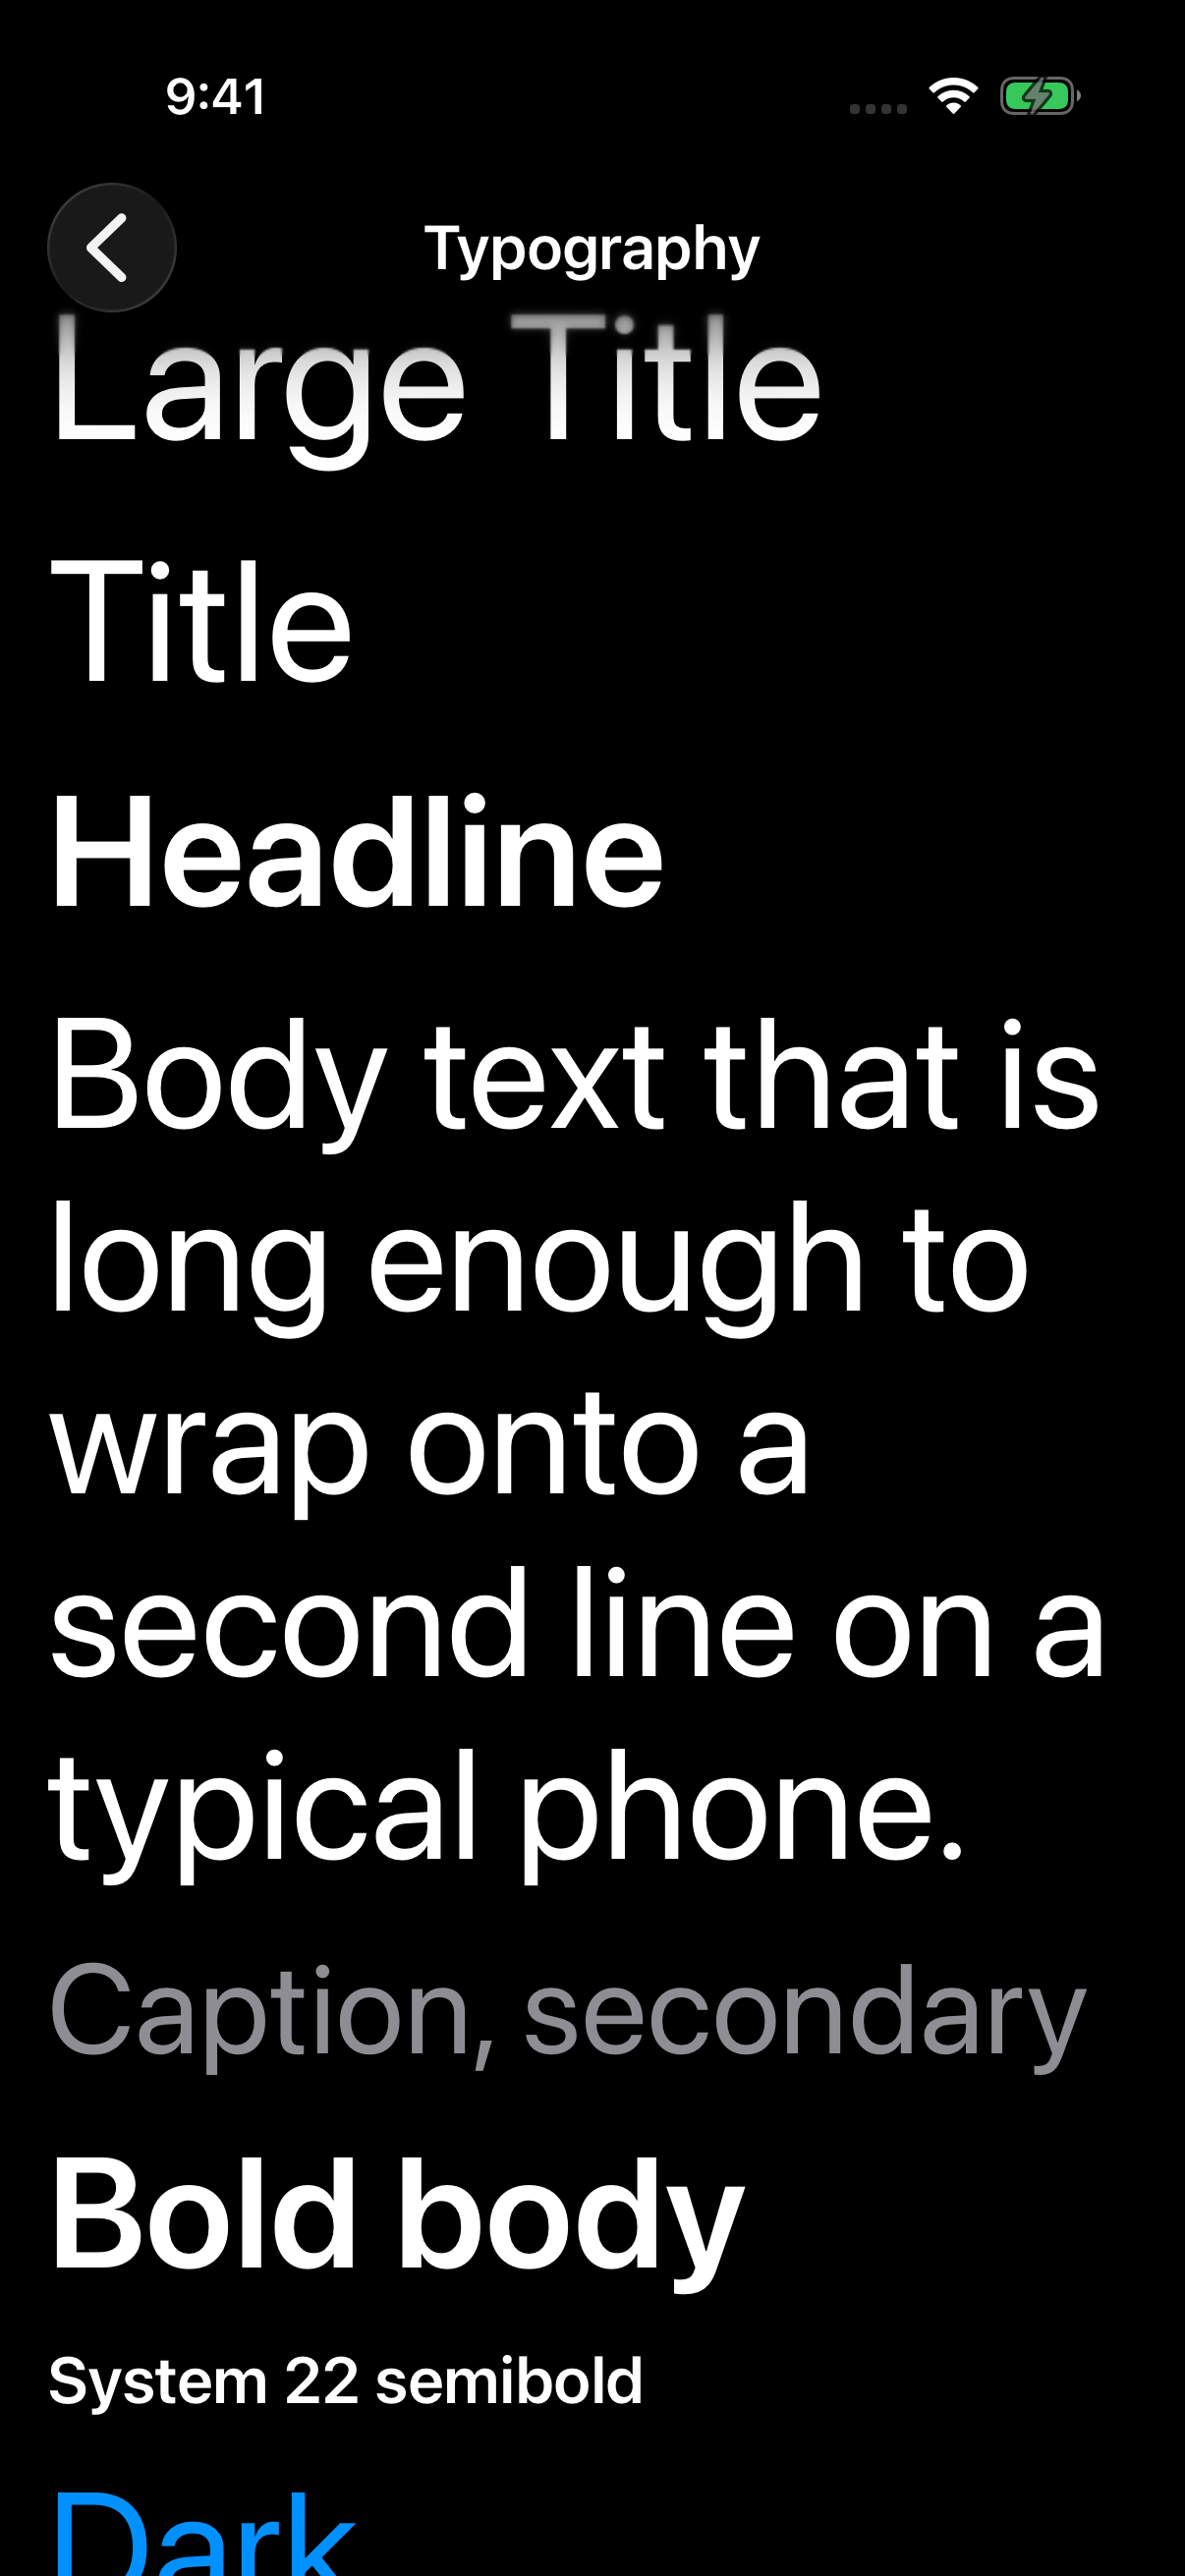 9:41
Typography
Large Title
Title
Headline
Body text that is
long enough to
wrap onto a
second line on a
typical phone.
Caption, secondary
Bold body
System 22 semibold
Dark